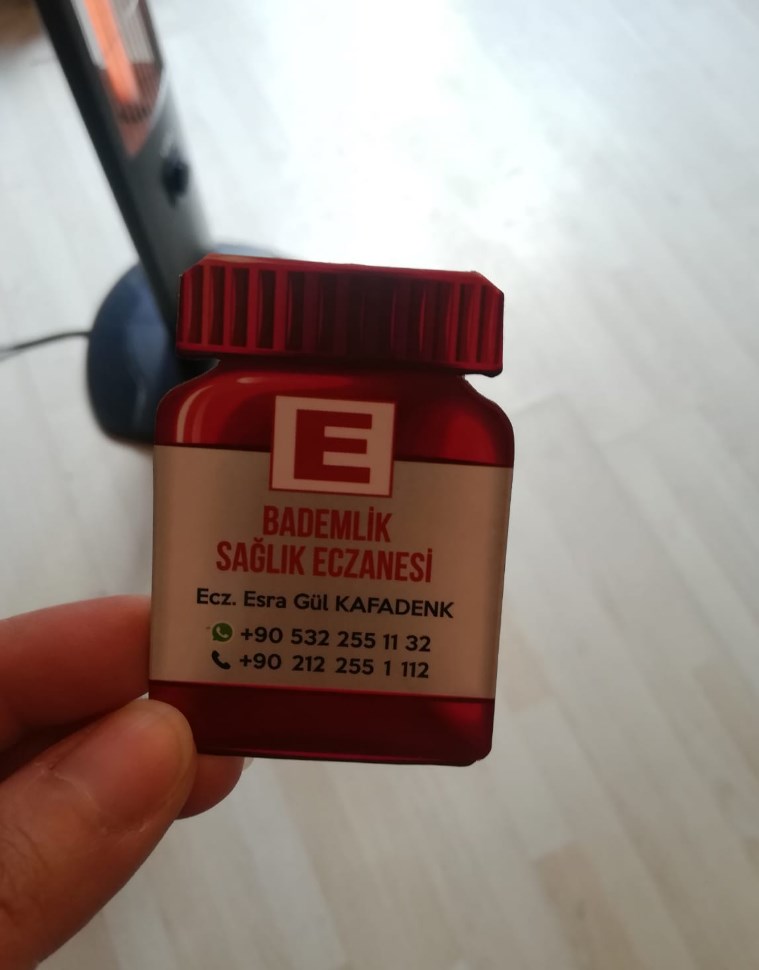 E
BADEMLİK
SAĞLIK ECZANESİ
Ecz. Esra Gül KAFADENK
+90 532 255 11 32
+90 212 255 1 112